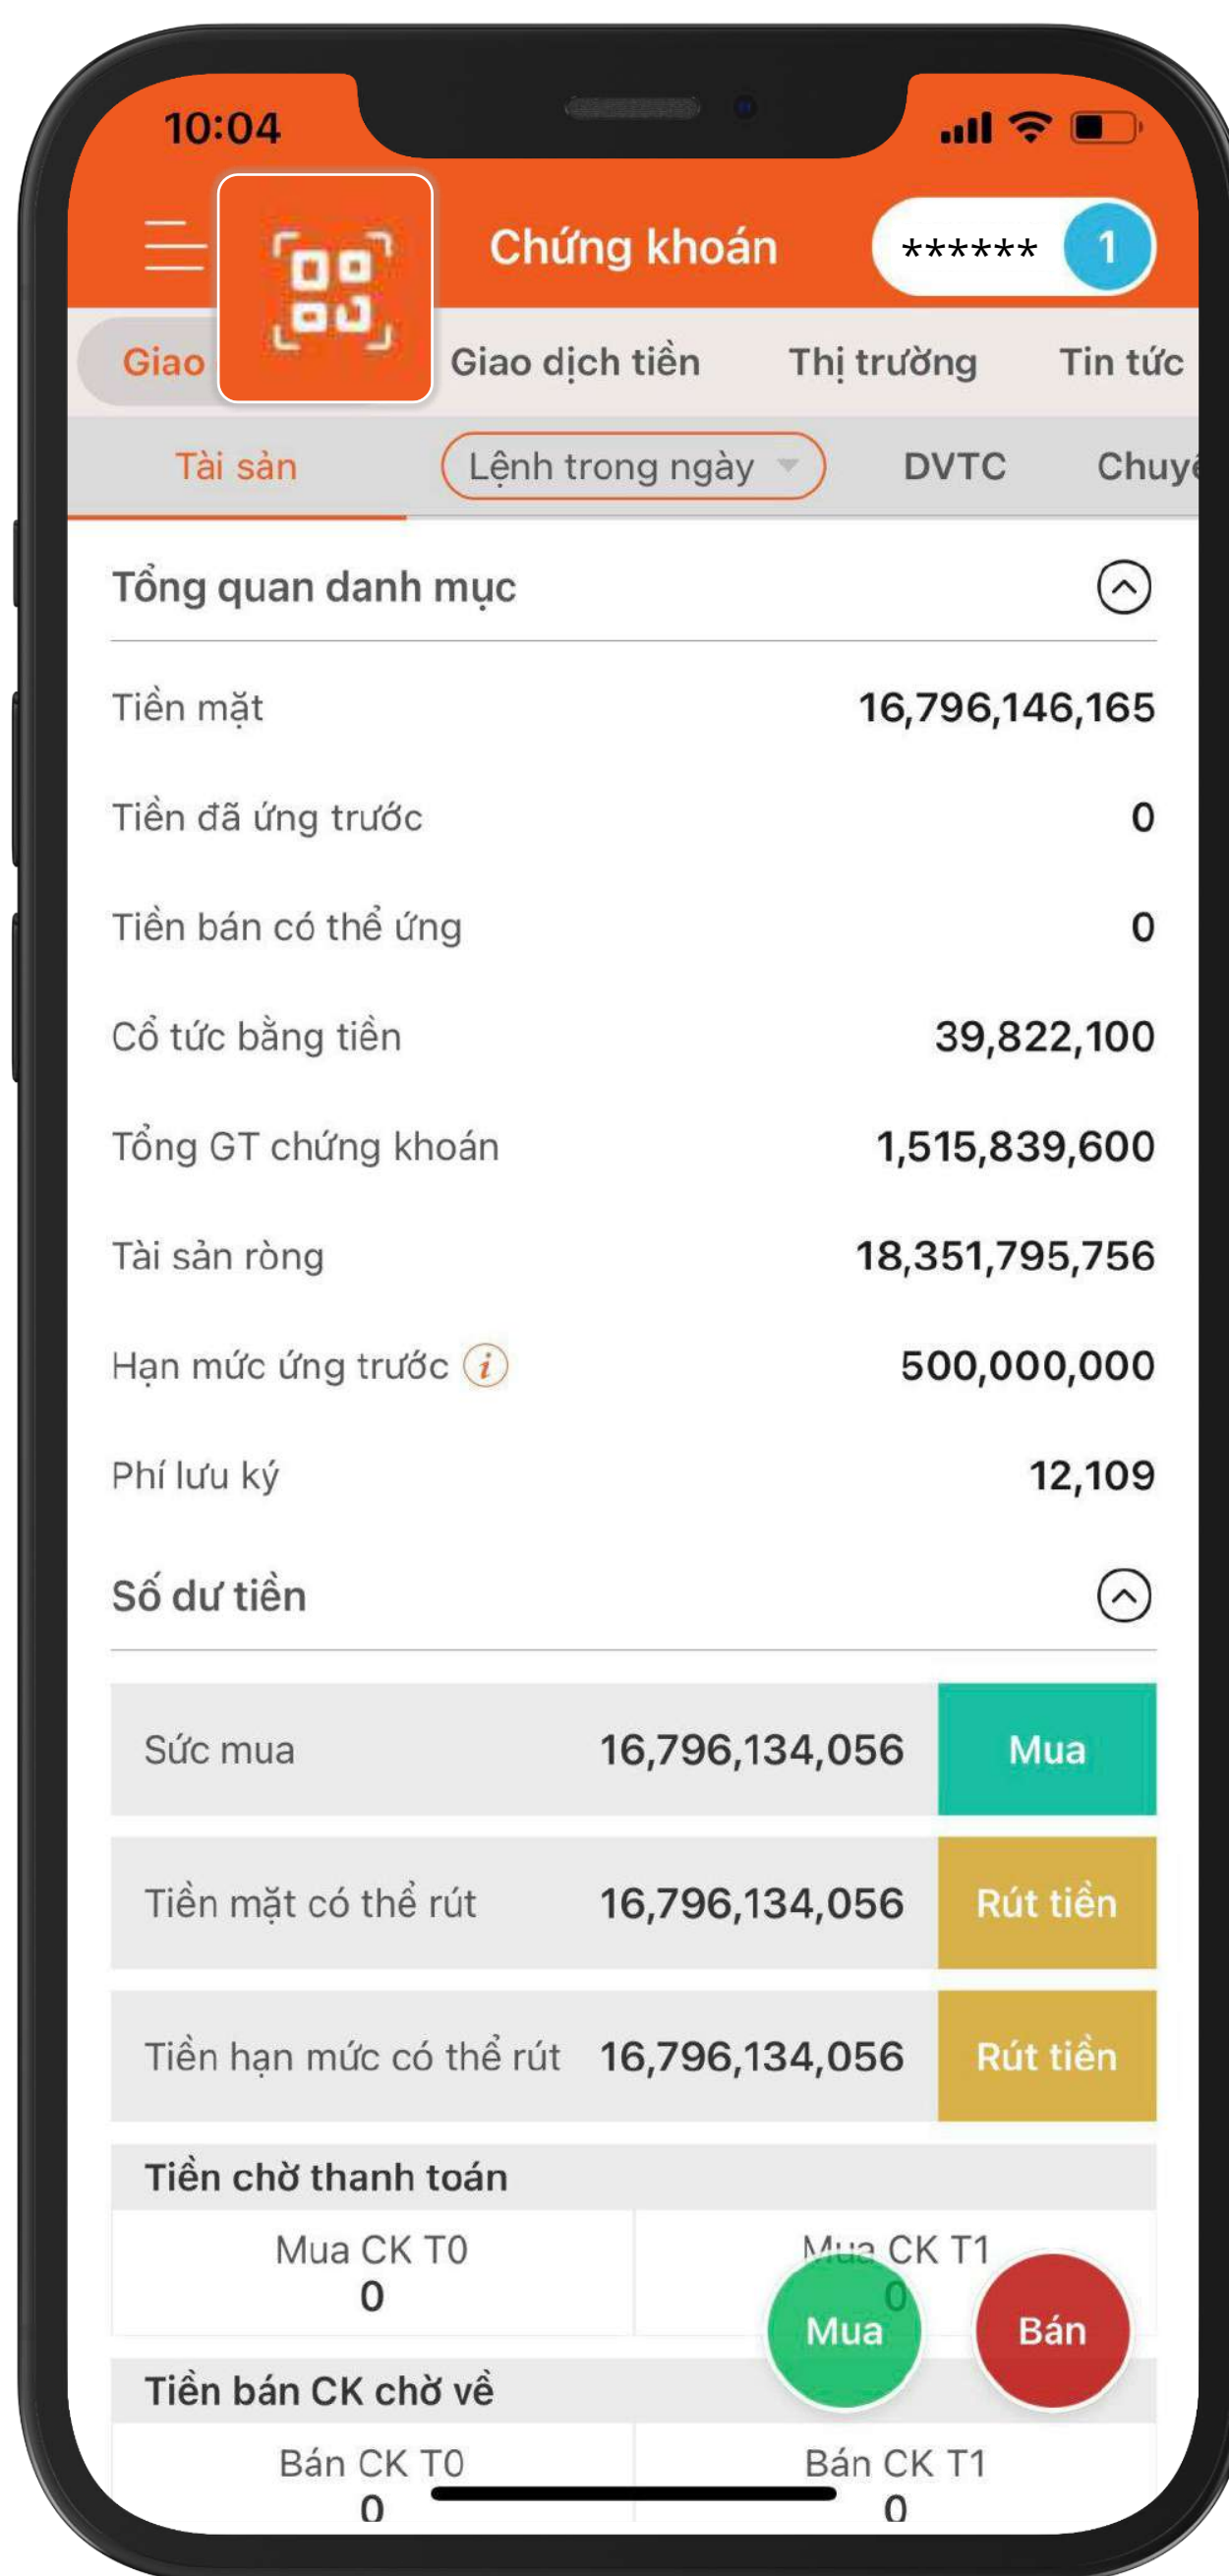 10:04
Chứng khoán
****** 1
Giao
Giao dịch tiền
Thị trường
Tin tức
Tài sản
Lệnh trong ngày
DVTC
Chuyê
Tổng quan danh mục
Tiền mặt 16,796,146,165
Tiền đã ứng trước 0
Tiền bán có thể ứng 0
Cổ tức bằng tiền 39,822,100
Tổng GT chứng khoán 1,515,839,600
Tài sản ròng 18,351,795,756
Hạn mức ứng trước i 500,000,000
Phí lưu ký 12,109
Số dư tiền
Sức mua 16,796,134,056 Mua
Tiền mặt có thể rút 16,796,134,056 Rút tiền
Tiền hạn mức có thể rút 16,796,134,056 Rút tiền
Tiền chờ thanh toán
Mua CK T0 Mua CK T1
0 0
Mua Bán
Tiền bán CK chờ về
Bán CK T0 Bán CK T1
0 0